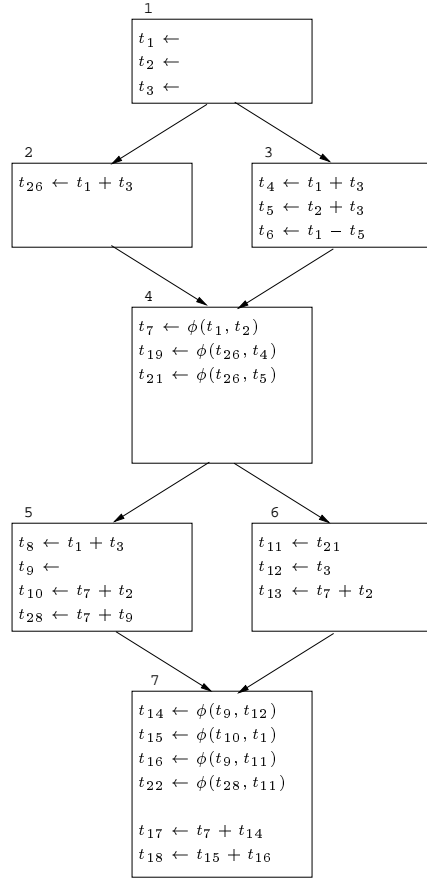 1
t₁ ←
t₂ ←
t₃ ←
2
t₂₆ ← t₁ + t₃
3
t₄ ← t₁ + t₃
t₅ ← t₂ + t₃
t₆ ← t₁ − t₅
4
t₇ ← ϕ(t₁, t₂)
t₁₉ ← ϕ(t₂₆, t₄)
t₂₁ ← ϕ(t₂₆, t₅)
5
t₈ ← t₁ + t₃
t₉ ←
t₁₀ ← t₇ + t₂
t₂₈ ← t₇ + t₉
6
t₁₁ ← t₂₁
t₁₂ ← t₃
t₁₃ ← t₇ + t₂
7
t₁₄ ← ϕ(t₉, t₁₂)
t₁₅ ← ϕ(t₁₀, t₁)
t₁₆ ← ϕ(t₉, t₁₁)
t₂₂ ← ϕ(t₂₈, t₁₁)
t₁₇ ← t₇ + t₁₄
t₁₈ ← t₁₅ + t₁₆